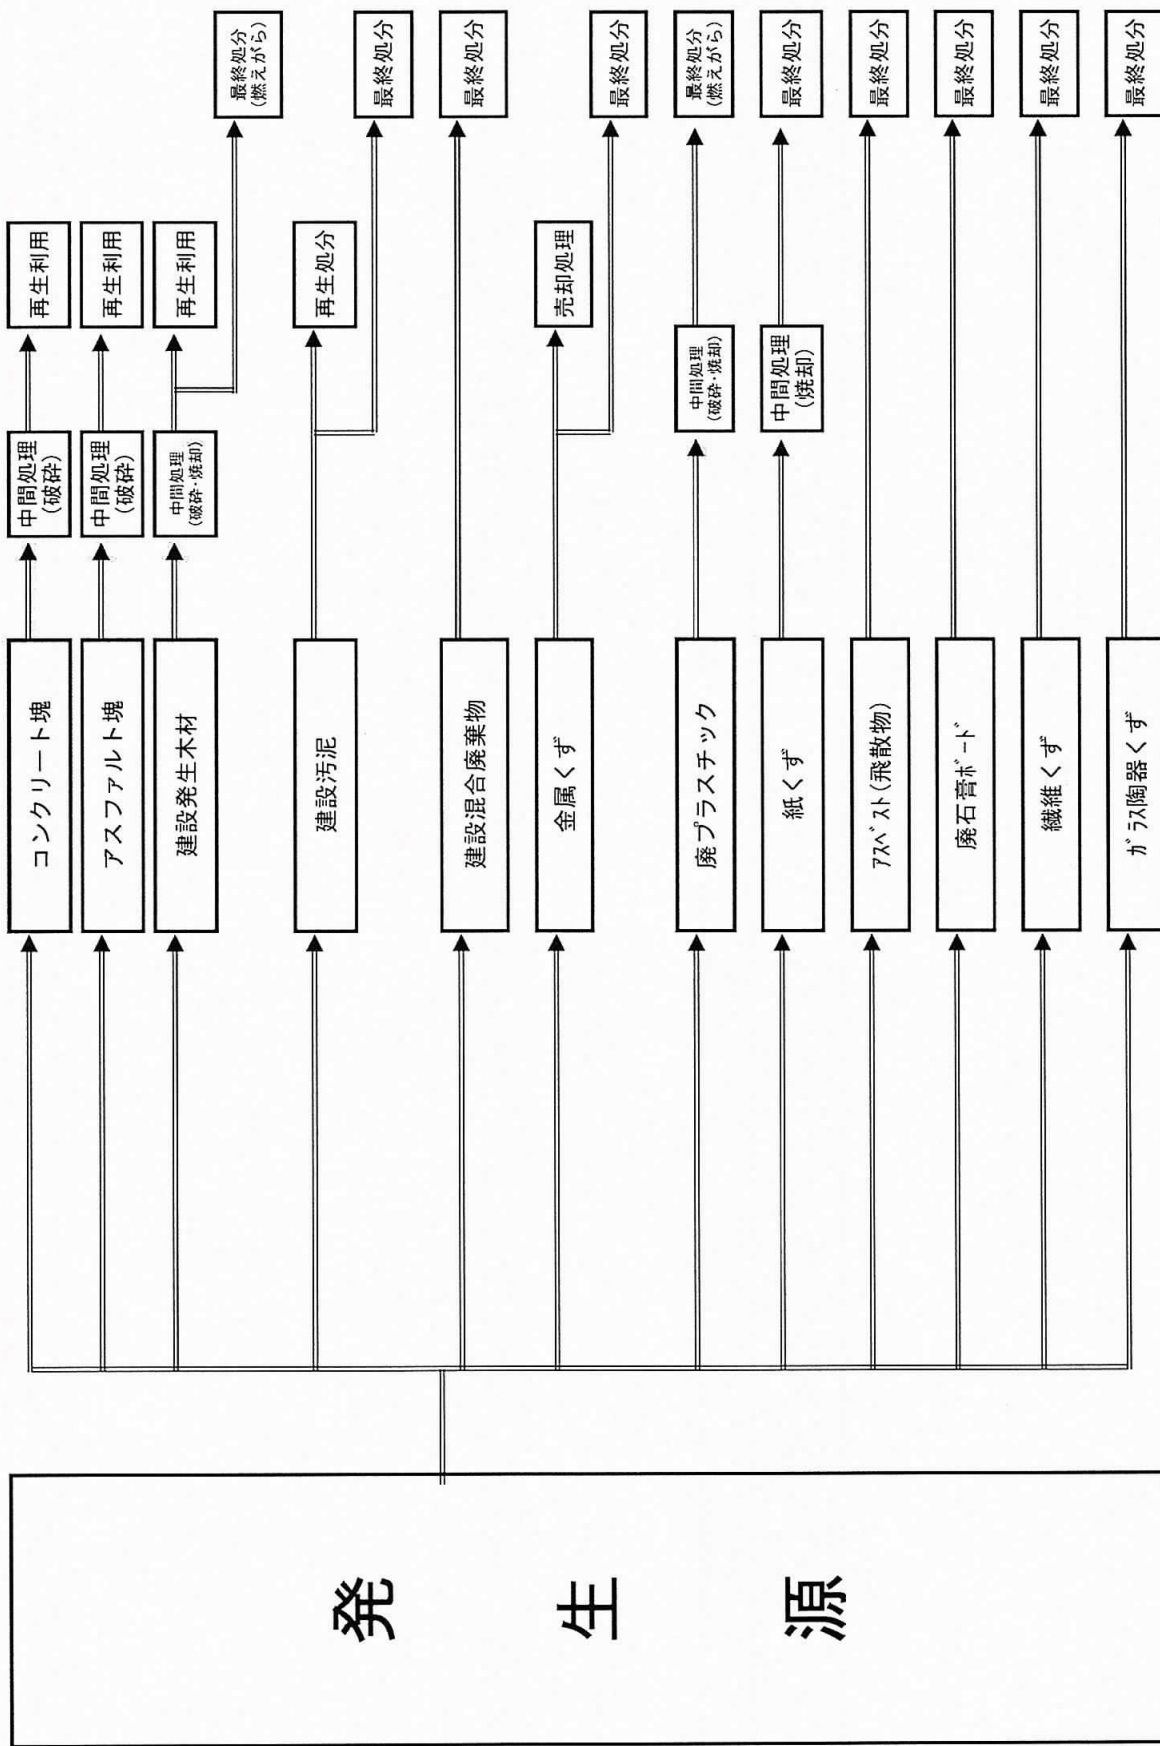 発生源
コンクリート塊
中間処理
(破砕)
再生利用
アスファルト塊
中間処理
(破砕)
再生利用
建設発生木材
中間処理
(破砕・焼却)
再生利用
最終処分
(燃えがら)
建設汚泥
再生処分
最終処分
建設混合廃棄物
最終処分
金属くず
売却処理
最終処分
廃プラスチック
中間処理
(破砕・焼却)
最終処分
(燃えがら)
紙くず
中間処理
(焼却)
最終処分
ｱｽﾍﾞｽﾄ(飛散物)
最終処分
廃石膏ﾎﾞｰﾄﾞ
最終処分
繊維くず
最終処分
ｶﾞﾗｽ陶器くず
最終処分